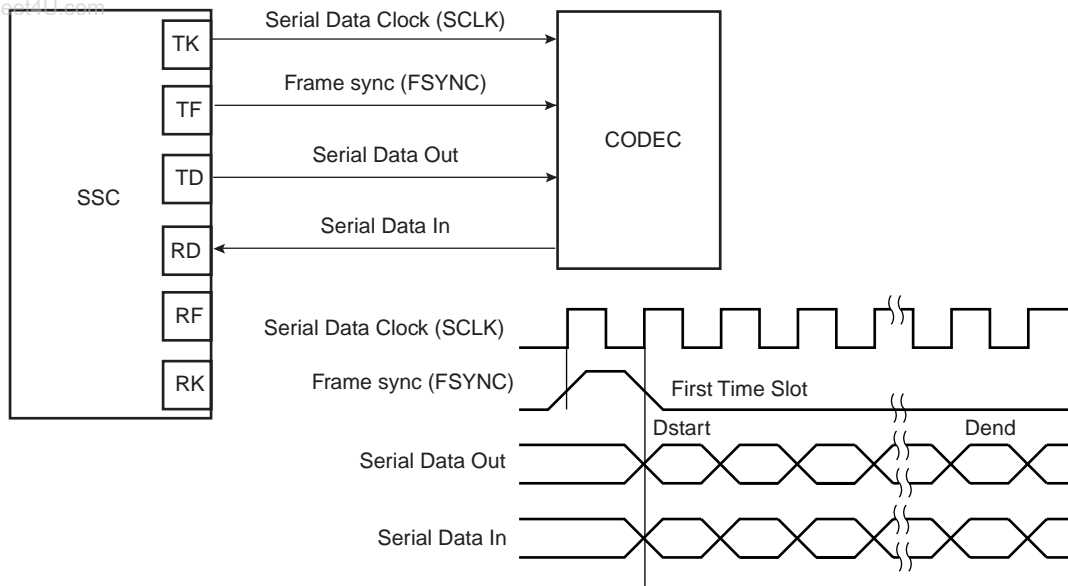 eet4U.com
Serial Data Clock (SCLK)
TK
Frame sync (FSYNC)
TF
CODEC
Serial Data Out
TD
SSC
Serial Data In
RD
RF
Serial Data Clock (SCLK)
RK
Frame sync (FSYNC)
First Time Slot
Dstart
Dend
Serial Data Out
Serial Data In